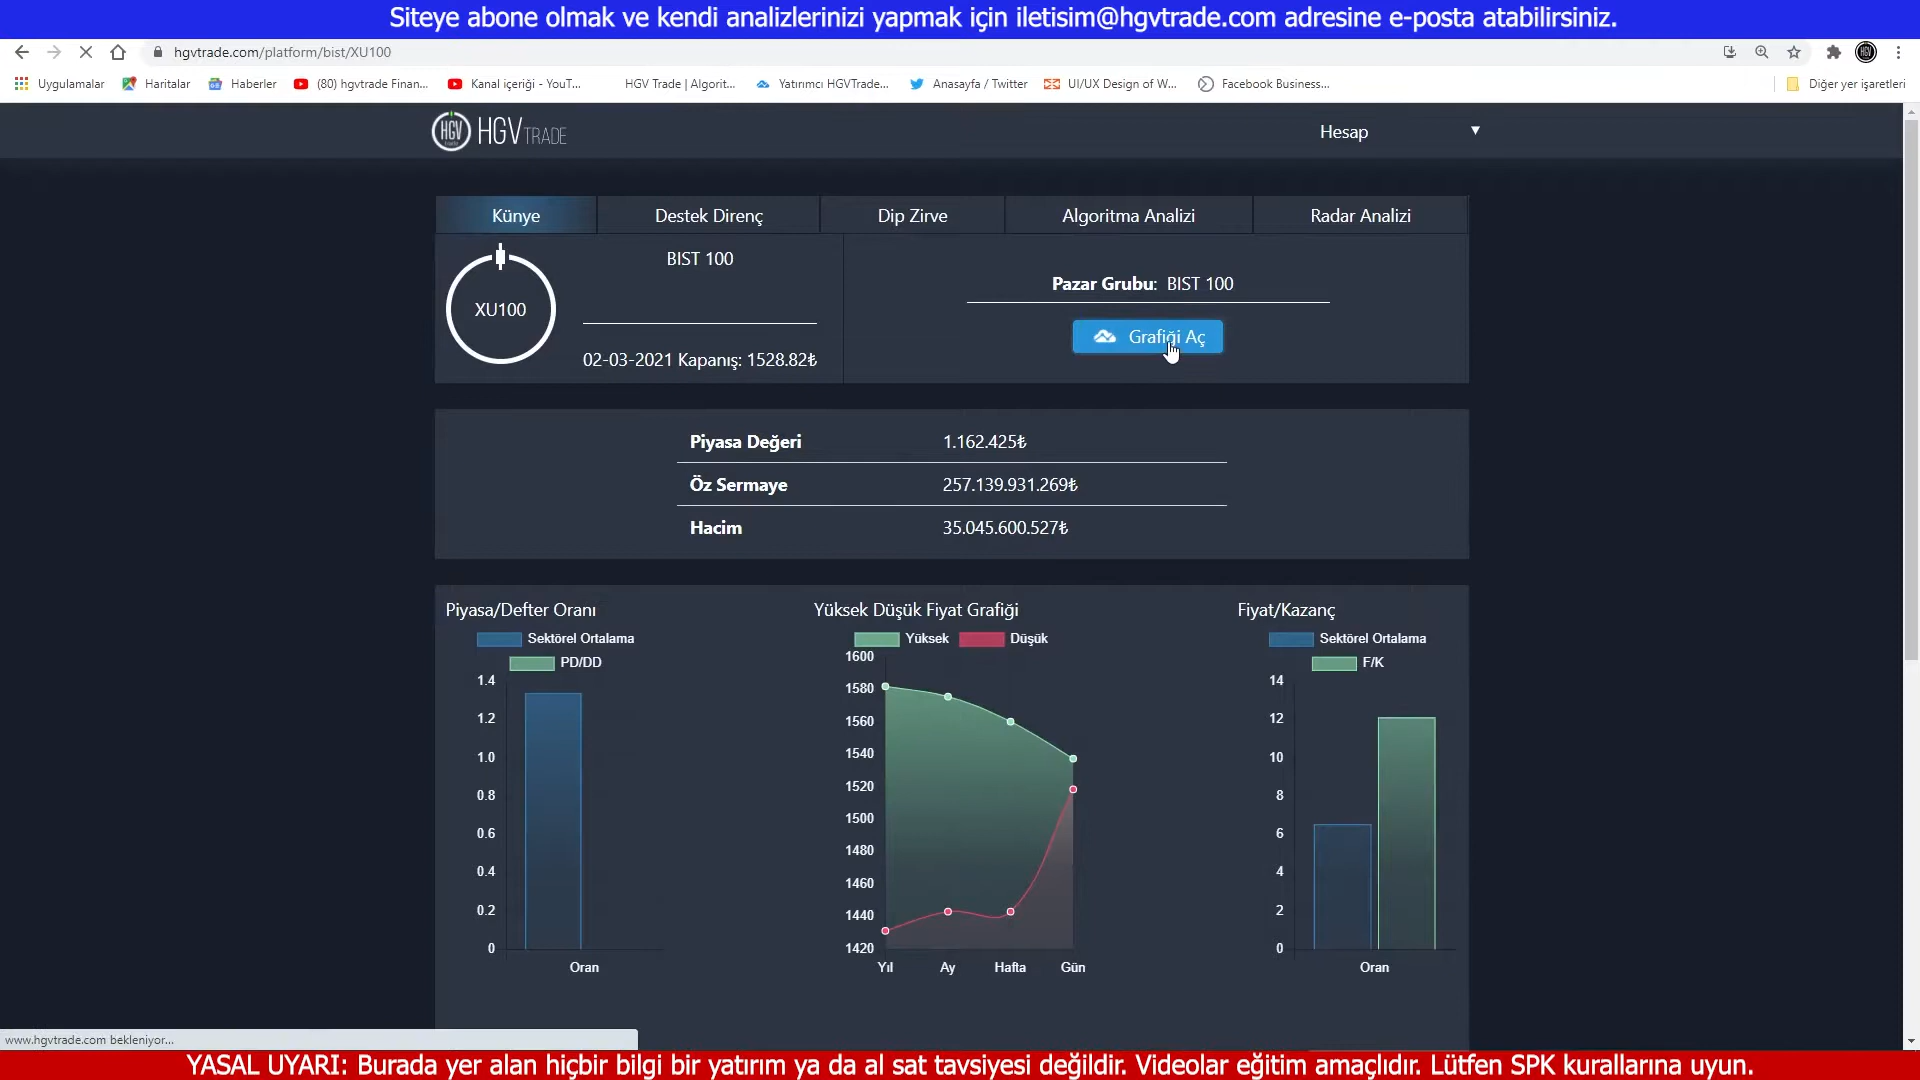 Siteye abone olmak ve kendi analizlerinizi yapmak için iletisim@hgvtrade.com adresine e-posta atabilirsiniz.
hgvtrade.com/platform/bist/XU100
Uygulamalar Haritalar Haberler (80) hgvtrade Finan... Kanal içeriği - YouT... HGV Trade | Algorit... Yatırımcı HGVTrade... Anasayfa / Twitter UI/UX Design of W... Facebook Business... Diğer yer işaretleri
HGV HGV TRADE Hesap
Künye Destek Direnç Dip Zirve Algoritma Analizi Radar Analizi
BIST 100
XU100
02-03-2021 Kapanış: 1528.82₺
Pazar Grubu: BIST 100
Grafiği Aç
Piyasa Değeri 1.162.425₺
Öz Sermaye 257.139.931.269₺
Hacim 35.045.600.527₺
Piyasa/Defter Oranı
Sektörel Ortalama
PD/DD
1.4
1.2
1.0
0.8
0.6
0.4
0.2
0
Oran
Yüksek Düşük Fiyat Grafiği
Yüksek Düşük
1600
1580
1560
1540
1520
1500
1480
1460
1440
1420
Yıl Ay Hafta Gün
Fiyat/Kazanç
Sektörel Ortalama
F/K
14
12
10
8
6
4
2
0
Oran
www.hgvtrade.com bekleniyor...
YASAL UYARI: Burada yer alan hiçbir bilgi bir yatırım ya da al sat tavsiyesi değildir. Videolar eğitim amaçlıdır. Lütfen SPK kurallarına uyun.